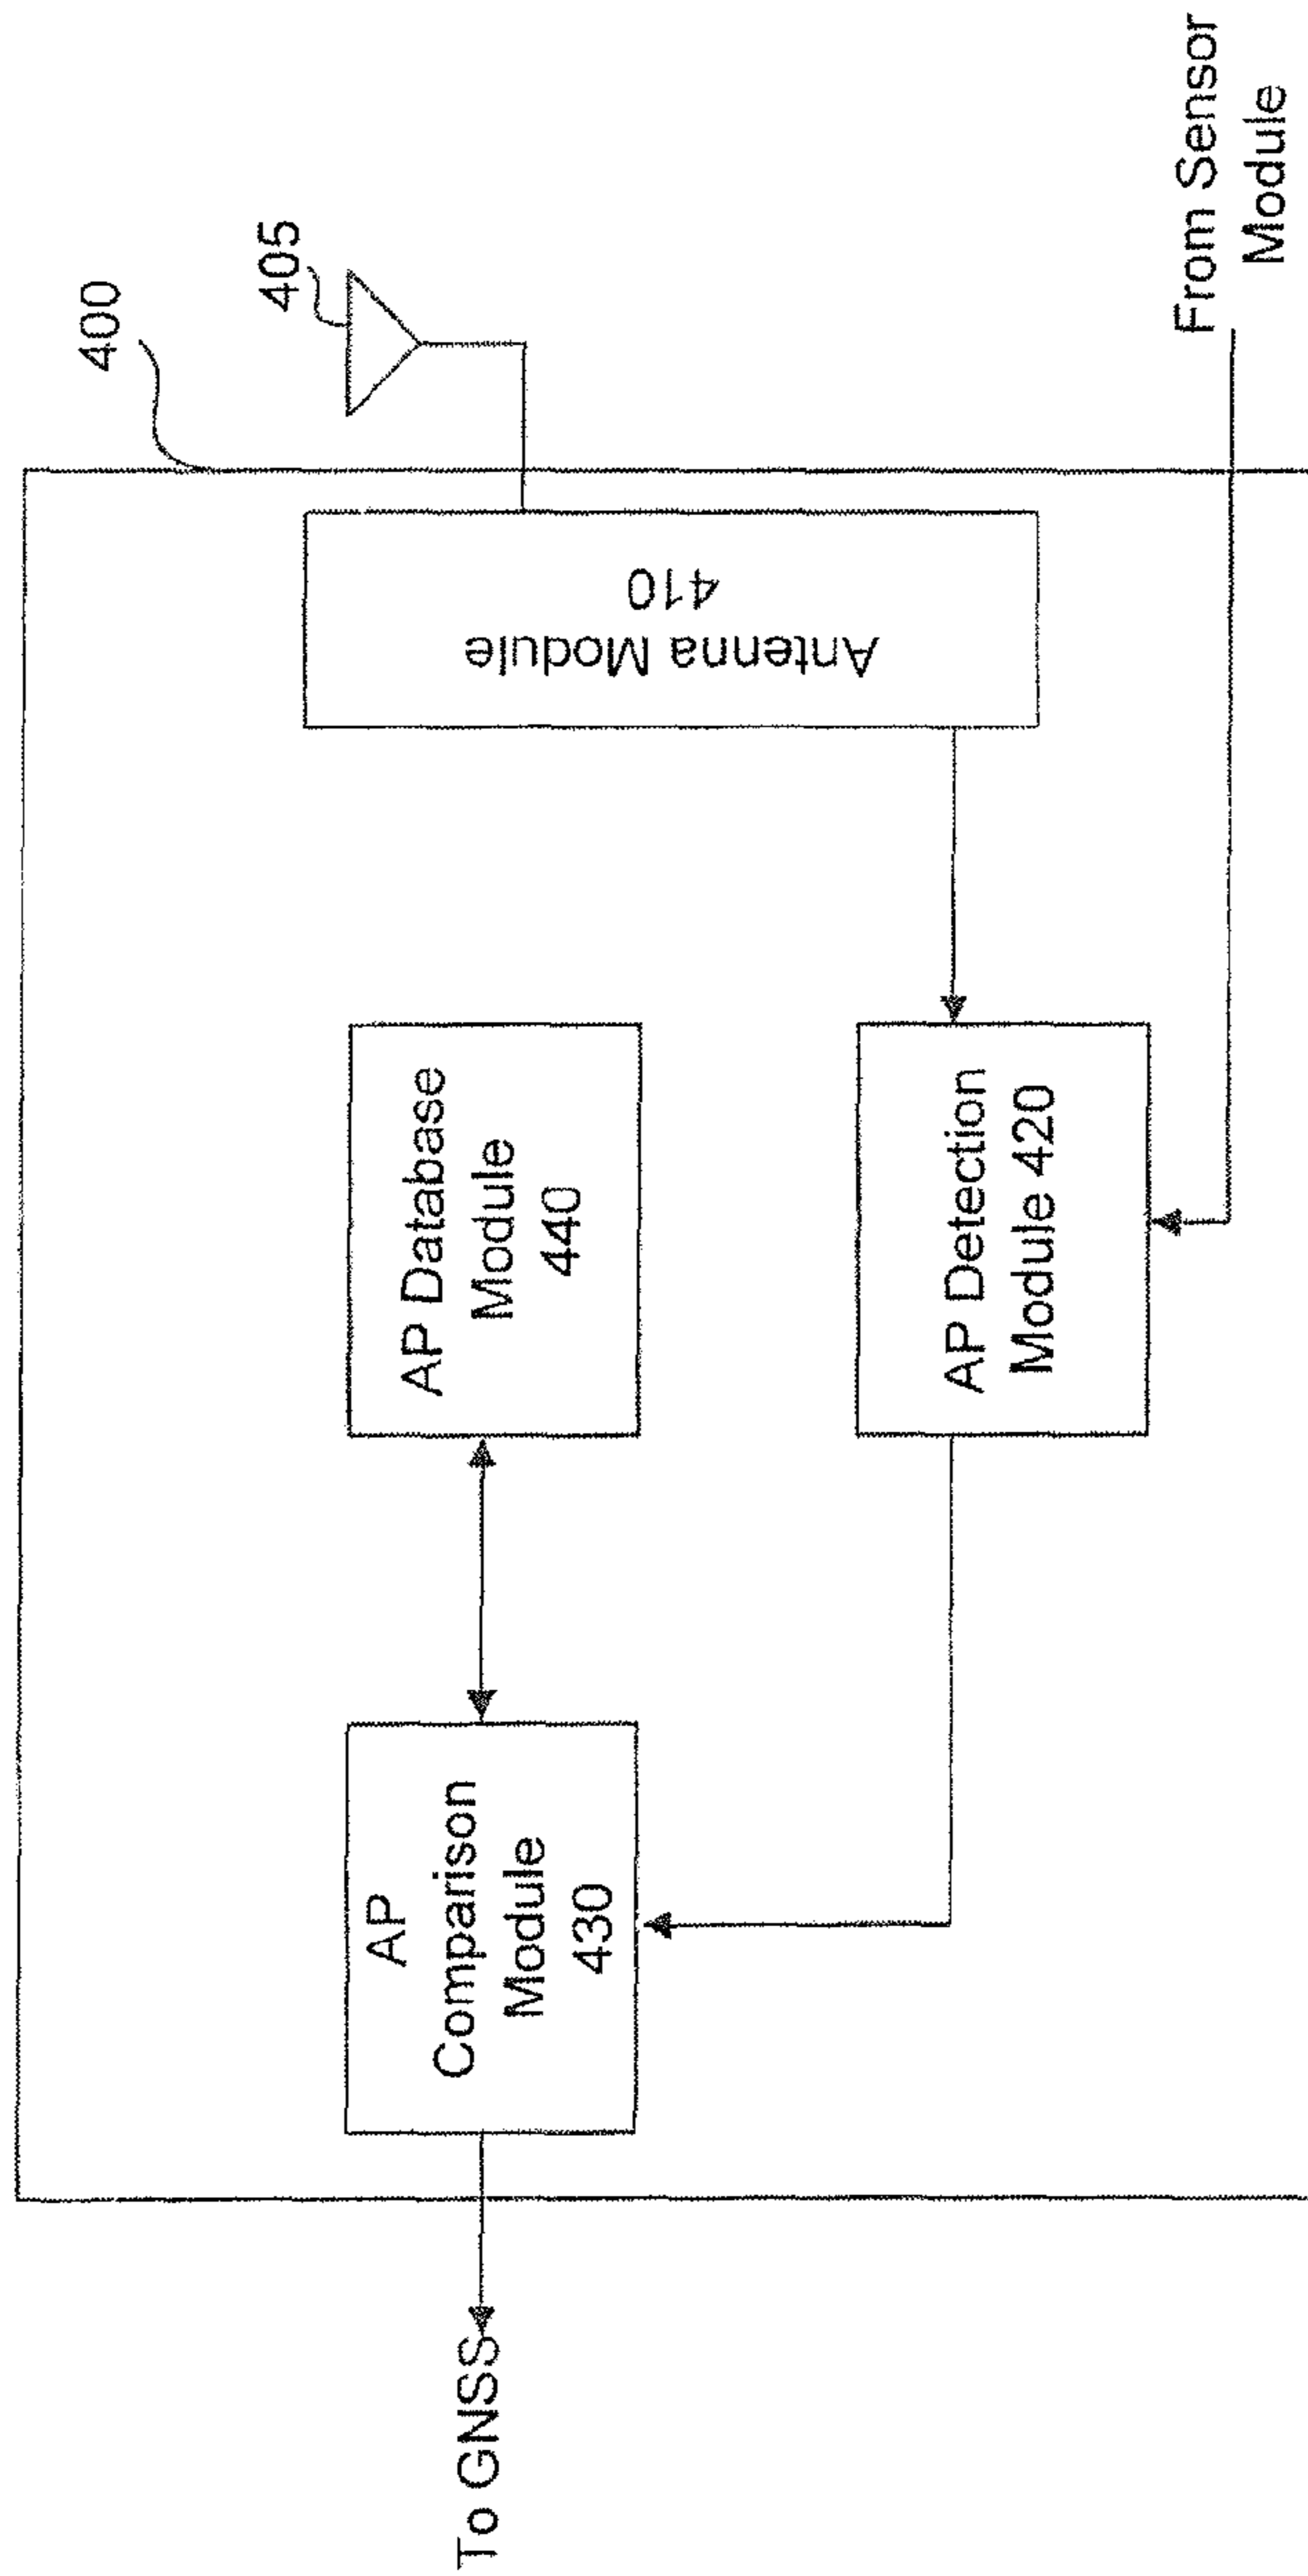 400
405
Antenna Module
410
From Sensor
Module
AP Database
Module
440
AP Detection
Module 420
AP
Comparison
Module
430
To GNSS